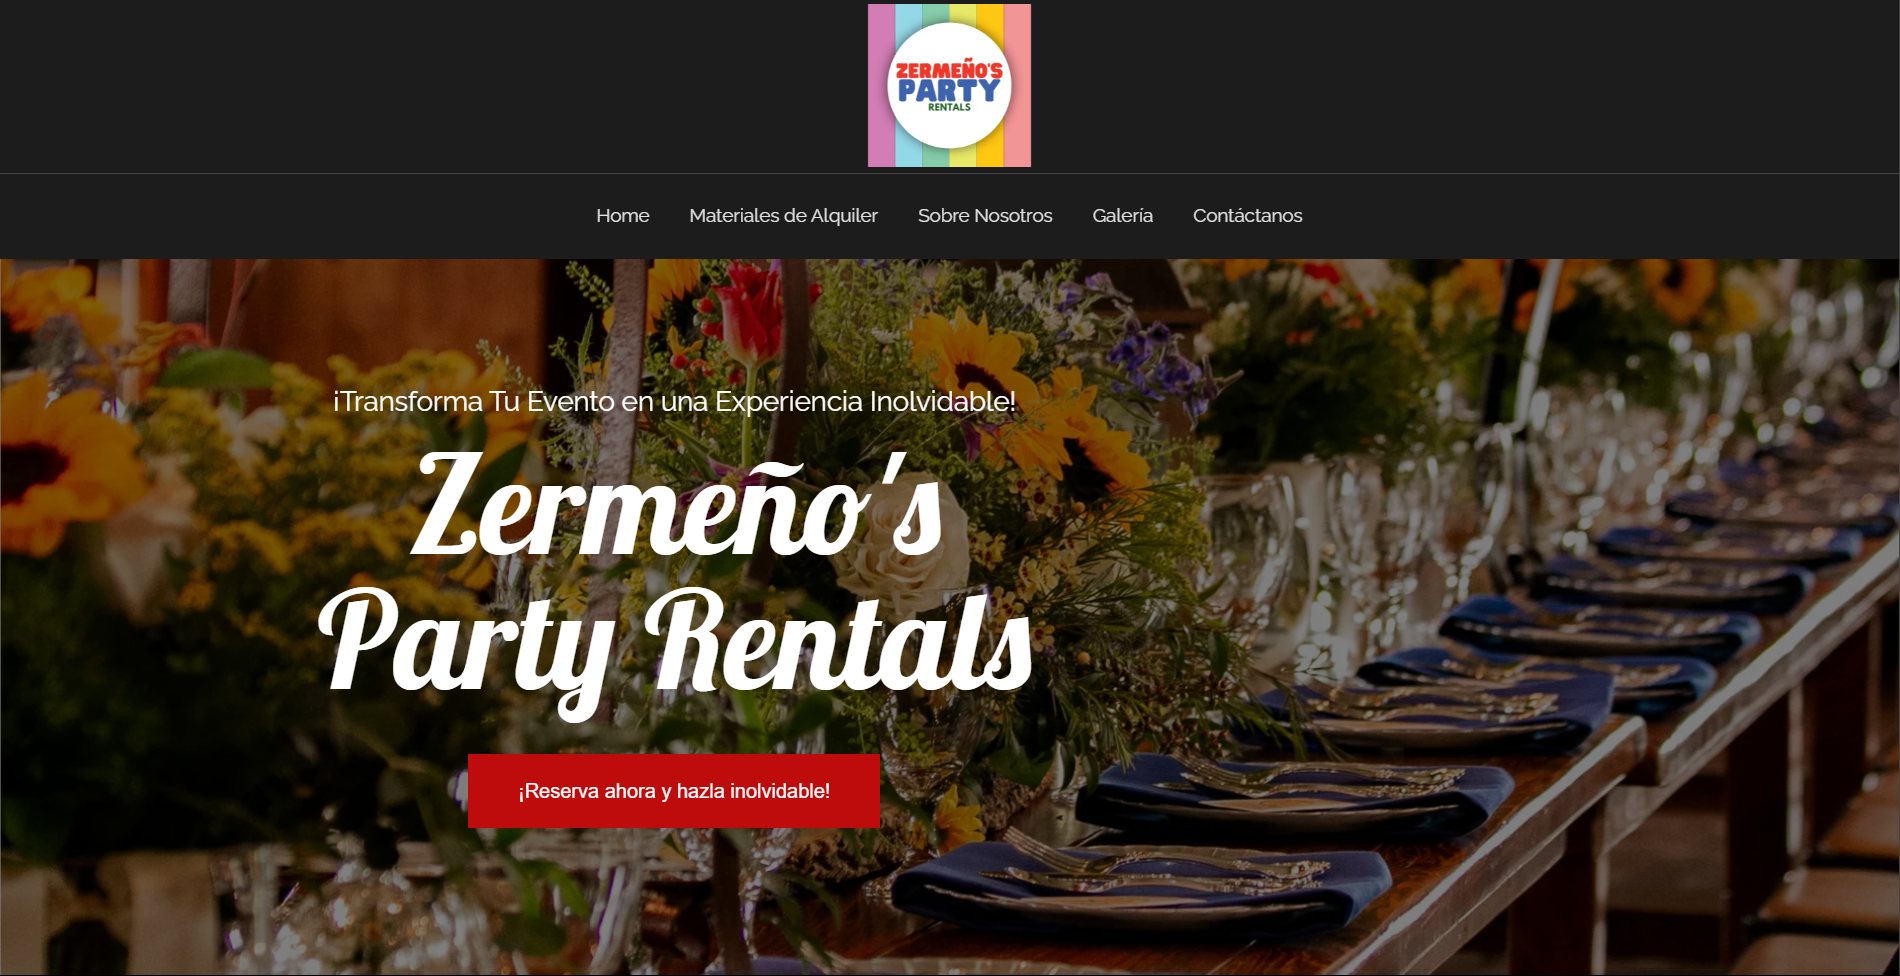 ZERMEÑO'S
PARTY
RENTALS
Home Materiales de Alquiler Sobre Nosotros Galería Contáctanos
¡Transforma Tu Evento en una Experiencia Inolvidable!
Zermeño's
Party Rentals
¡Reserva ahora y hazla inolvidable!